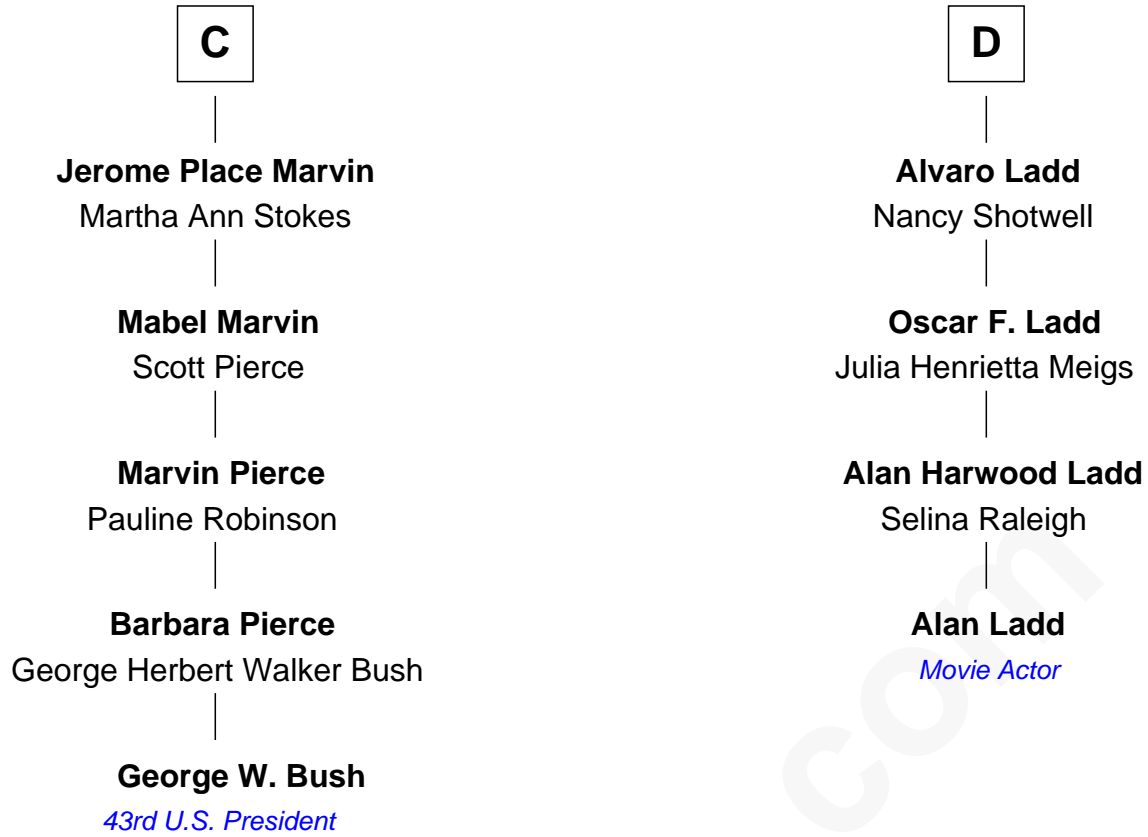 C
Jerome Place Marvin
Martha Ann Stokes
Mabel Marvin
Scott Pierce
Marvin Pierce
Pauline Robinson
Barbara Pierce
George Herbert Walker Bush
George W. Bush
43rd U.S. President
D
Alvaro Ladd
Nancy Shotwell
Oscar F. Ladd
Julia Henrietta Meigs
Alan Harwood Ladd
Selina Raleigh
Alan Ladd
Movie Actor
com